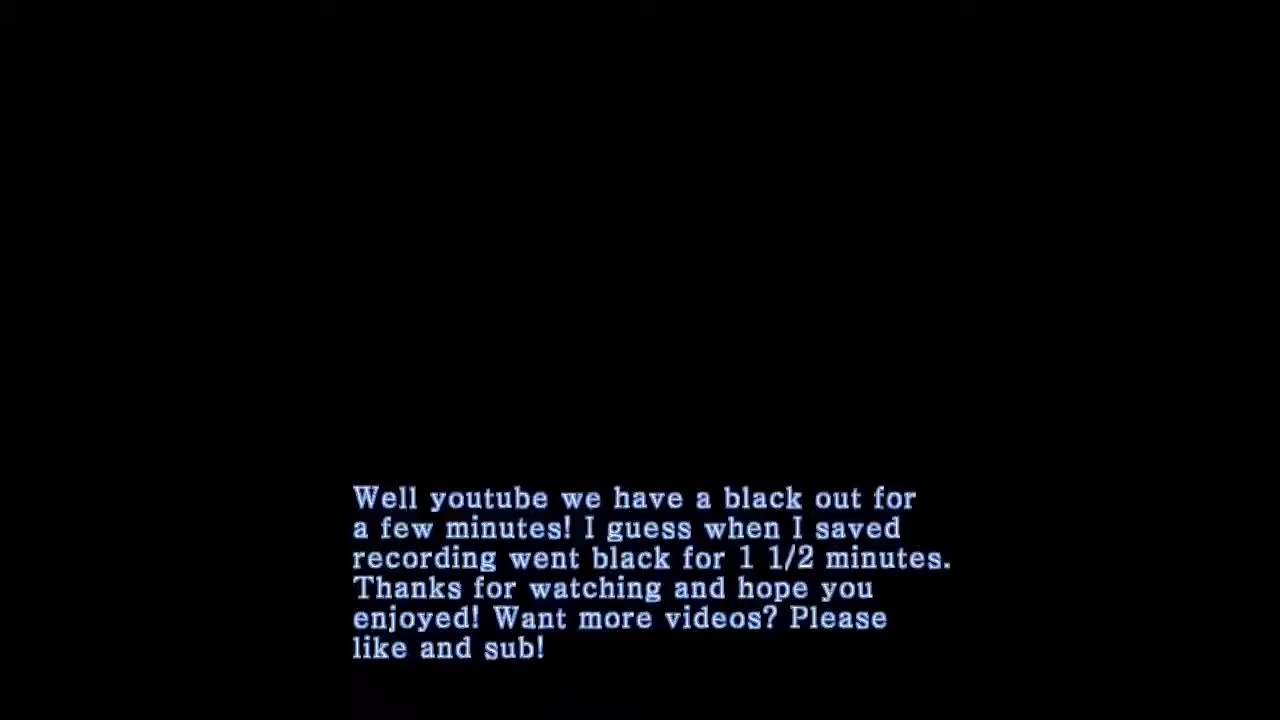 Well youtube we have a black out for
a few minutes! I guess when I saved
recording went black for 1 1/2 minutes.
Thanks for watching and hope you
enjoyed! Want more videos? Please
like and sub!